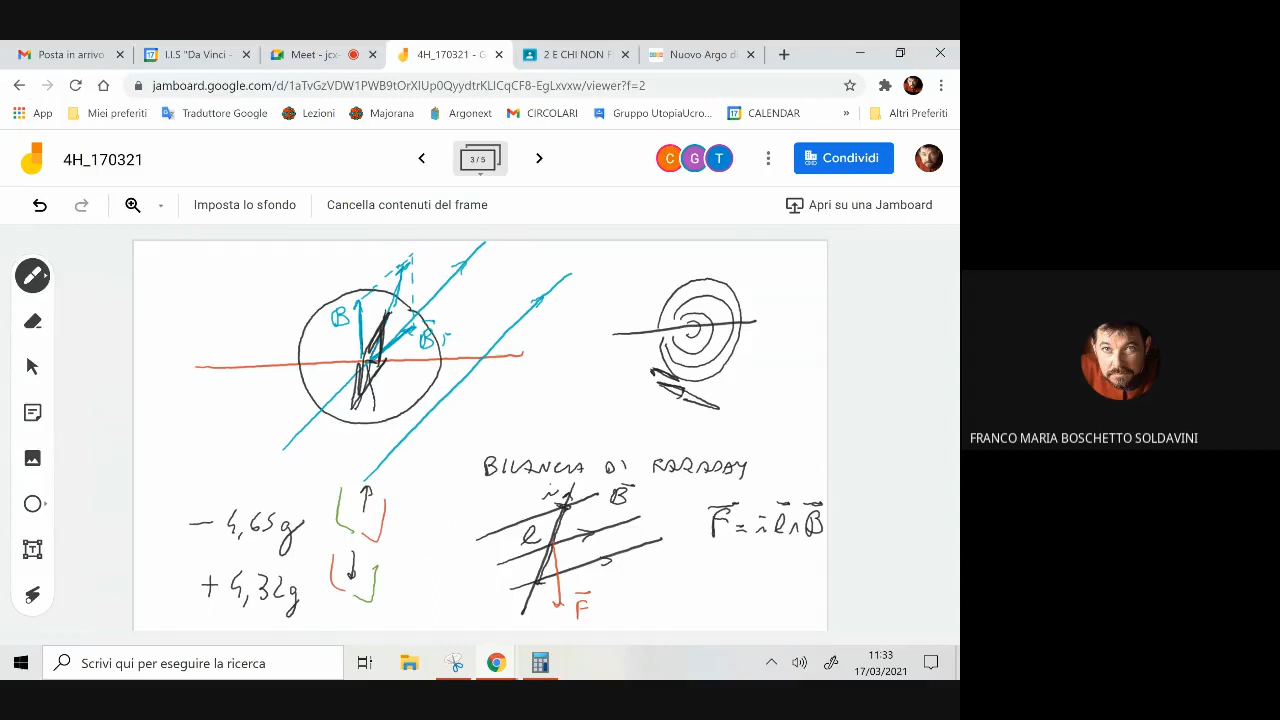 Posta in arrivo
I.I.S "Da Vinci -
Meet - jcx-
4H_170321 - G
2 E CHI NON F
Nuovo Argo di
jamboard.google.com/d/1aTvGzVDW1PWB9tOrXIUp0QyydtrKLICqCF8-EgLxvxw/viewer?f=2
App
Miei preferiti
Traduttore Google
Lezioni
Majorana
Argonext
CIRCOLARI
Gruppo UtopiaUcro...
CALENDAR
»
Altri Preferiti
4H_170321
3 / 5
C G T
Condividi
Imposta lo sfondo
Cancella contenuti del frame
Apri su una Jamboard
B
B
BILANCIA DI FARADAY
i
B
l
F = i l ∧ B
F
- 4,65g
+ 4,32g
FRANCO MARIA BOSCHETTO SOLDAVINI
Scrivi qui per eseguire la ricerca
11:33
17/03/2021